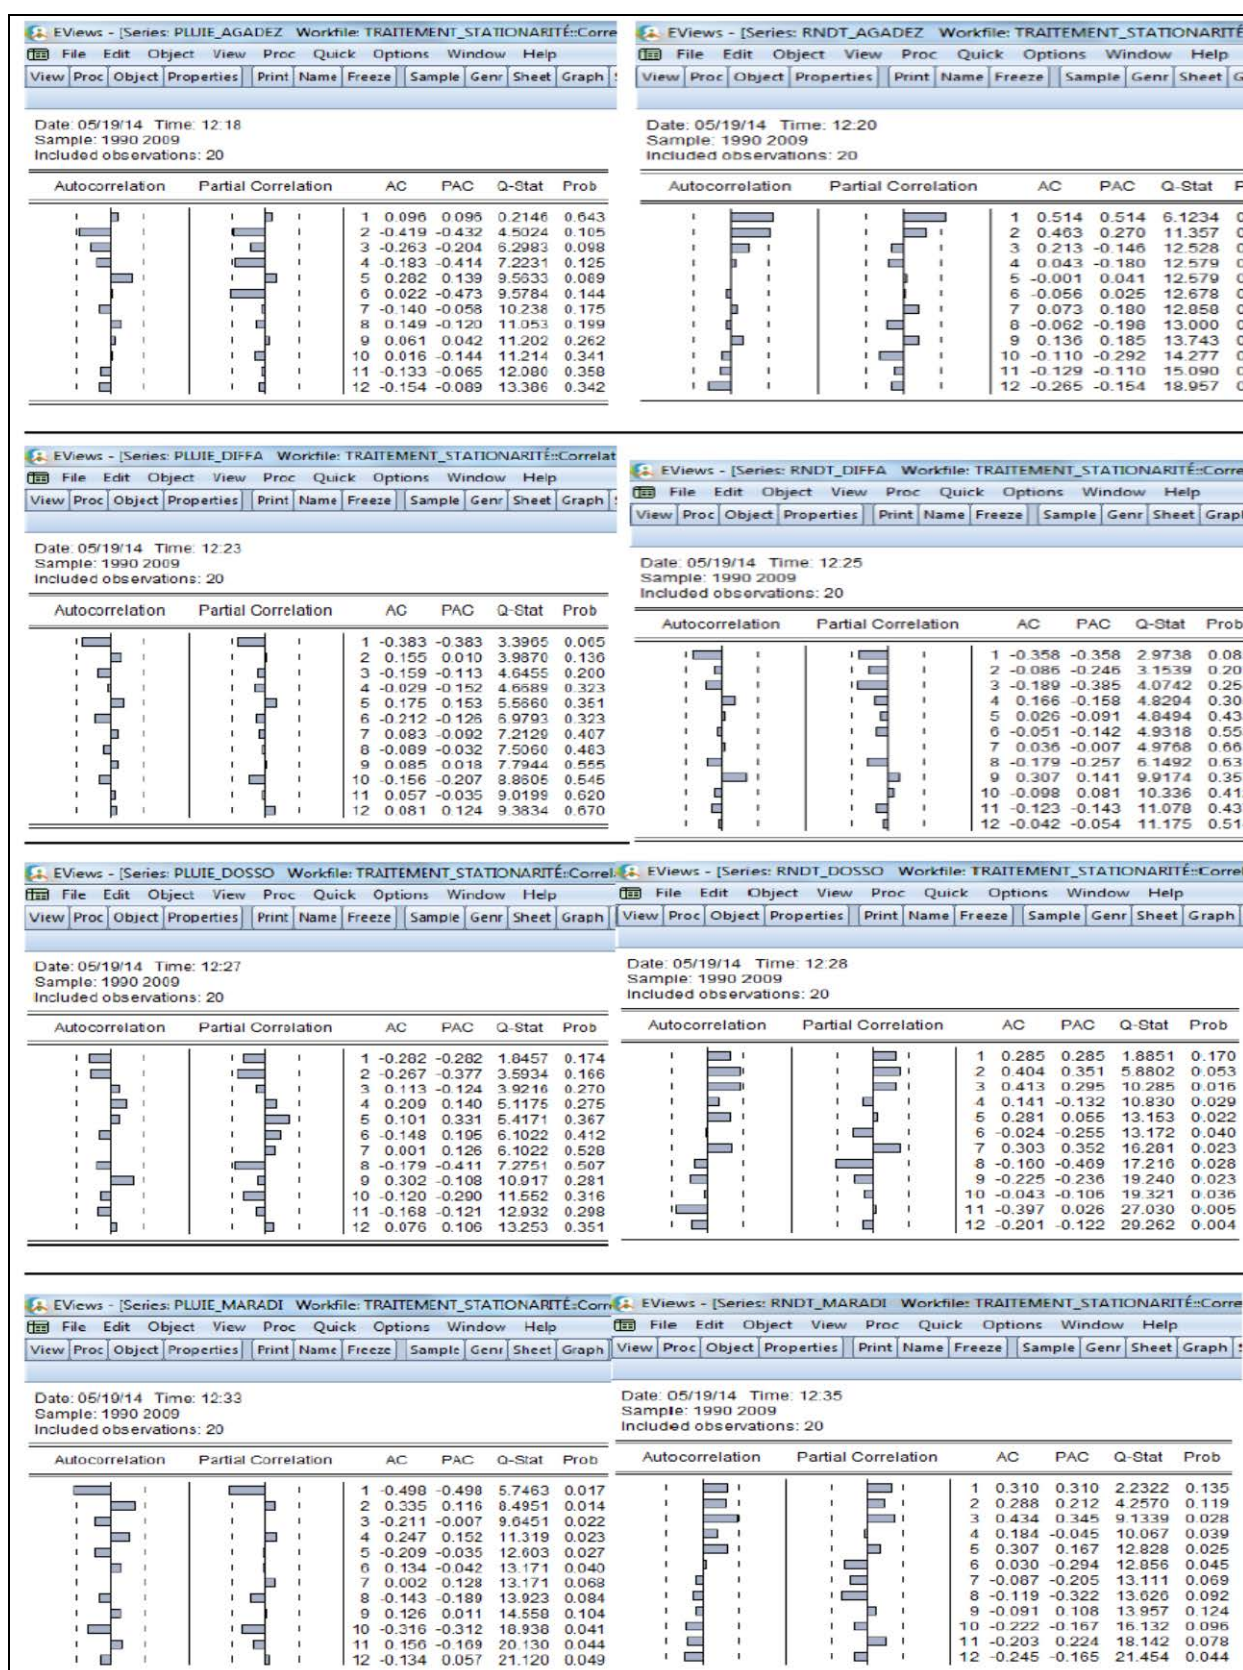 EViews - [Series: PLUIE_AGADEZ Workfile: TRAITEMENT_STATIONARITÉ::Corre
File Edit Object View Proc Quick Options Window Help
View Proc Object Properties Print Name Freeze Sample Genr Sheet Graph
Date: 05/19/14 Time: 12:18
Sample: 1990 2009
Included observations: 20
Autocorrelation Partial Correlation AC PAC Q-Stat Prob
1 0.096 0.096 0.2146 0.643
2 -0.419 -0.432 4.5024 0.105
3 -0.263 -0.204 6.2983 0.098
4 -0.183 -0.414 7.2231 0.125
5 0.282 0.139 9.5633 0.089
6 0.022 -0.473 9.5784 0.144
7 -0.140 -0.058 10.238 0.175
8 0.149 -0.120 11.053 0.199
9 0.061 0.042 11.202 0.262
10 0.016 -0.144 11.214 0.341
11 -0.133 -0.065 12.080 0.358
12 -0.154 -0.089 13.386 0.342
EViews - [Series: RNDT_AGADEZ Workfile: TRAITEMENT_STATIONARITÉ
File Edit Object View Proc Quick Options Window Help
View Proc Object Properties Print Name Freeze Sample Genr Sheet G
Date: 05/19/14 Time: 12:20
Sample: 1990 2009
Included observations: 20
Autocorrelation Partial Correlation AC PAC Q-Stat P
1 0.514 0.514 6.1234 0
2 0.463 0.270 11.357 0
3 0.213 -0.146 12.528 0
4 0.043 -0.180 12.579 0
5 -0.001 0.041 12.579 0
6 -0.056 0.025 12.678 0
7 0.073 0.180 12.858 0
8 -0.062 -0.198 13.000 0
9 0.136 0.185 13.743 0
10 -0.110 -0.292 14.277 0
11 -0.129 -0.110 15.090 0
12 -0.265 -0.154 18.957 0
EViews - [Series: PLUIE_DIFFA Workfile: TRAITEMENT_STATIONARITÉ::Correlat
File Edit Object View Proc Quick Options Window Help
View Proc Object Properties Print Name Freeze Sample Genr Sheet Graph
Date: 05/19/14 Time: 12:23
Sample: 1990 2009
Included observations: 20
Autocorrelation Partial Correlation AC PAC Q-Stat Prob
1 -0.383 -0.383 3.3965 0.065
2 0.155 0.010 3.9870 0.136
3 -0.159 -0.113 4.6455 0.200
4 -0.029 -0.152 4.6689 0.323
5 0.175 0.153 5.5660 0.351
6 -0.212 -0.126 6.9793 0.323
7 0.083 -0.092 7.2129 0.407
8 -0.089 -0.032 7.5060 0.483
9 0.085 0.018 7.7944 0.555
10 -0.156 -0.207 8.8605 0.545
11 0.057 -0.035 9.0199 0.620
12 0.081 0.124 9.3834 0.670
EViews - [Series: RNDT_DIFFA Workfile: TRAITEMENT_STATIONARITÉ::Corre
File Edit Object View Proc Quick Options Window Help
View Proc Object Properties Print Name Freeze Sample Genr Sheet Grap
Date: 05/19/14 Time: 12:25
Sample: 1990 2009
Included observations: 20
Autocorrelation Partial Correlation AC PAC Q-Stat Prob
1 -0.358 -0.358 2.9738 0.08
2 -0.086 -0.246 3.1539 0.20
3 -0.189 -0.385 4.0742 0.25
4 0.166 -0.158 4.8294 0.30
5 0.026 -0.091 4.8494 0.43
6 -0.051 -0.142 4.9318 0.55
7 0.036 -0.007 4.9768 0.66
8 -0.179 -0.257 6.1492 0.63
9 0.307 0.141 9.9174 0.35
10 -0.098 0.081 10.336 0.41
11 -0.123 -0.143 11.078 0.43
12 -0.042 -0.054 11.175 0.51
EViews - [Series: PLUIE_DOSSO Workfile: TRAITEMENT_STATIONARITÉ::Correl
File Edit Object View Proc Quick Options Window Help
View Proc Object Properties Print Name Freeze Sample Genr Sheet Graph
Date: 05/19/14 Time: 12:27
Sample: 1990 2009
Included observations: 20
Autocorrelation Partial Correlation AC PAC Q-Stat Prob
1 -0.282 -0.282 1.8457 0.174
2 -0.267 -0.377 3.5934 0.166
3 0.113 -0.124 3.9216 0.270
4 0.209 0.140 5.1175 0.275
5 0.101 0.331 5.4171 0.367
6 -0.148 0.195 6.1022 0.412
7 0.001 0.126 6.1022 0.528
8 -0.179 -0.411 7.2751 0.507
9 0.302 -0.108 10.917 0.281
10 -0.120 -0.290 11.552 0.316
11 -0.168 -0.121 12.932 0.298
12 0.076 0.106 13.253 0.351
EViews - [Series: RNDT_DOSSO Workfile: TRAITEMENT_STATIONARITÉ::Correl
File Edit Object View Proc Quick Options Window Help
View Proc Object Properties Print Name Freeze Sample Genr Sheet Graph
Date: 05/19/14 Time: 12:28
Sample: 1990 2009
Included observations: 20
Autocorrelation Partial Correlation AC PAC Q-Stat Prob
1 0.285 0.285 1.8851 0.170
2 0.404 0.351 5.8802 0.053
3 0.413 0.295 10.285 0.016
4 0.141 -0.132 10.830 0.029
5 0.281 0.055 13.153 0.022
6 -0.024 -0.255 13.172 0.040
7 0.303 0.352 16.281 0.023
8 -0.160 -0.469 17.216 0.028
9 -0.225 -0.236 19.240 0.023
10 -0.043 -0.106 19.321 0.036
11 -0.397 0.026 27.030 0.005
12 -0.201 -0.122 29.262 0.004
EViews - [Series: PLUIE_MARADI Workfile: TRAITEMENT_STATIONARITÉ::Corr
File Edit Object View Proc Quick Options Window Help
View Proc Object Properties Print Name Freeze Sample Genr Sheet Graph
Date: 05/19/14 Time: 12:33
Sample: 1990 2009
Included observations: 20
Autocorrelation Partial Correlation AC PAC Q-Stat Prob
1 -0.498 -0.498 5.7463 0.017
2 0.335 0.116 8.4951 0.014
3 -0.211 -0.007 9.6451 0.022
4 0.247 0.152 11.319 0.023
5 -0.209 -0.035 12.603 0.027
6 0.134 -0.042 13.171 0.040
7 0.002 0.128 13.171 0.068
8 -0.143 -0.189 13.923 0.084
9 0.126 0.011 14.558 0.104
10 -0.316 -0.312 18.938 0.041
11 0.156 -0.169 20.130 0.044
12 -0.134 0.057 21.120 0.049
EViews - [Series: RNDT_MARADI Workfile: TRAITEMENT_STATIONARITÉ::Corre
File Edit Object View Proc Quick Options Window Help
View Proc Object Properties Print Name Freeze Sample Genr Sheet Graph
Date: 05/19/14 Time: 12:35
Sample: 1990 2009
Included observations: 20
Autocorrelation Partial Correlation AC PAC Q-Stat Prob
1 0.310 0.310 2.2322 0.135
2 0.288 0.212 4.2570 0.119
3 0.434 0.345 9.1339 0.028
4 0.184 -0.045 10.067 0.039
5 0.307 0.167 12.828 0.025
6 0.030 -0.294 12.856 0.045
7 -0.087 -0.205 13.111 0.069
8 -0.119 -0.322 13.626 0.092
9 -0.091 0.108 13.957 0.124
10 -0.222 -0.167 16.132 0.096
11 -0.203 0.224 18.142 0.078
12 -0.245 -0.165 21.454 0.044